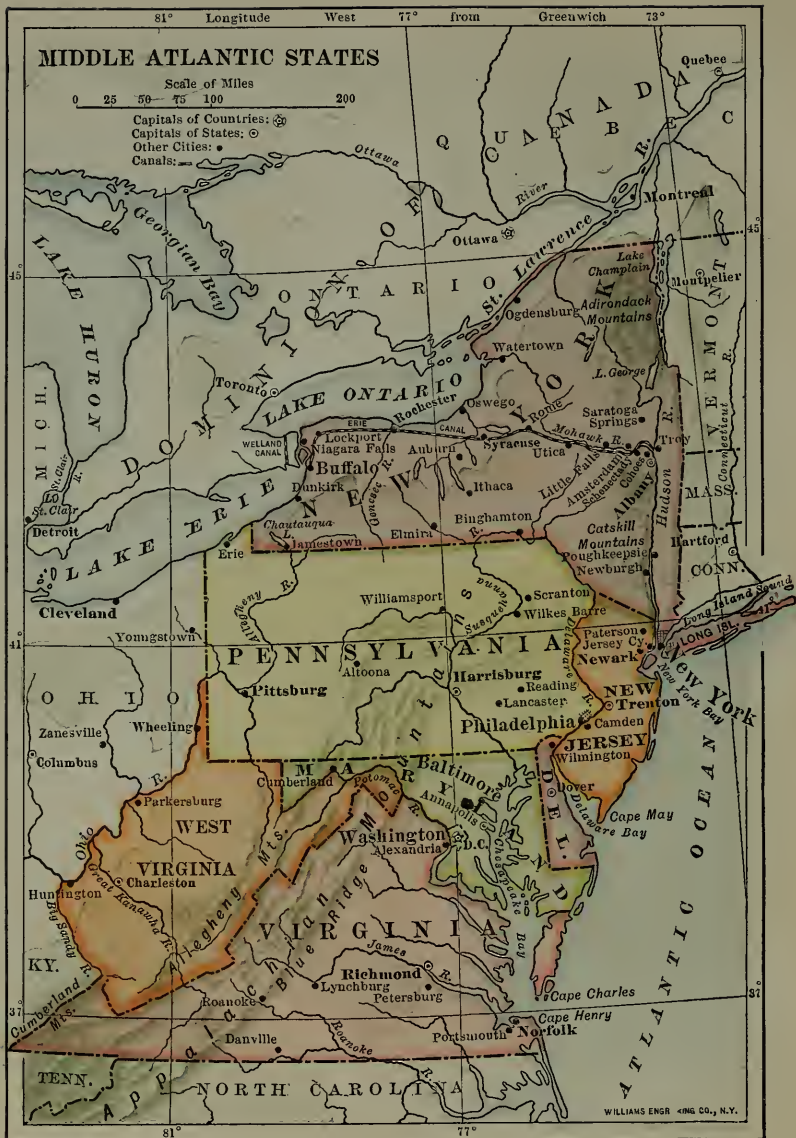 81° Longitude West 77° from Greenwich 73°
MIDDLE ATLANTIC STATES
Scale of Miles
0 25 50 75 100 200
Capitals of Countries:
Capitals of States:
Other Cities:
Canals:
Quebec
CANADA
QUEBEC
Ottawa
River
Montreal
Ottawa
St. Lawrence R.
45°
45°
Georgian Bay
LAKE HURON
DOMINION OF
ONTARIO
Lake
Champlain
Montpelier
Ogdensburg
Adirondack
Mountains
VERMONT
Watertown
L. George
Toronto
LAKE ONTARIO
Rochester
Oswego
Rome
Saratoga
Springs
MICH.
ERIE CANAL
WELLAND
CANAL
Lockport
Niagara Falls
Syracuse
Mohawk R.
Troy
Utica
Connecticut R.
Buffalo
Auburn
Little Falls
Amsterdam
Schenectady
Cohoes
Albany
Hudson R.
St. Clair R.
L. St. Clair
Detroit
NEW YORK
Ithaca
MASS.
Dunkirk
Genesee R.
LAKE ERIE
Chautauqua
L.
Jamestown
Elmira
Binghamton
R.
Catskill
Mountains
Hartford
Poughkeepsie
Newburgh
CONN.
Erie
Cleveland
Allegheny R.
Williamsport
Susquehanna
Scranton
Wilkes Barre
Long Island Sound
41°
41°
LONG ISL.
Youngstown
Delaware R.
Paterson
Jersey Cy.
Newark
New York
New York Bay
PENNSYLVANIA
Altoona
Harrisburg
OHIO
Pittsburg
Reading
Lancaster
NEW
Trenton
Philadelphia
Camden
JERSEY
Zanesville
Wheeling
Columbus
Wilmington
MARYLAND
Cumberland
Potomac R.
Baltimore
Annapolis
Dover
DEL.
Delaware Bay
Cape May
Parkersburg
Ohio R.
WEST
VIRGINIA
Washington
D.C.
Alexandria
Chesapeake Bay
Charleston
Huntington
Great Kanawha R.
Big Sandy R.
Allegheny Mts.
Appalachian Mountains
Blue Ridge
VIRGINIA
KY.
James R.
Richmond
Lynchburg
Petersburg
Cape Charles
37°
37°
Cumberland
Mts.
Roanoke
Cape Henry
Portsmouth
Norfolk
Danville
Roanoke R.
ATLANTIC OCEAN
TENN.
NORTH CAROLINA
WILLIAMS ENGR CO., N.Y.
81° 77°